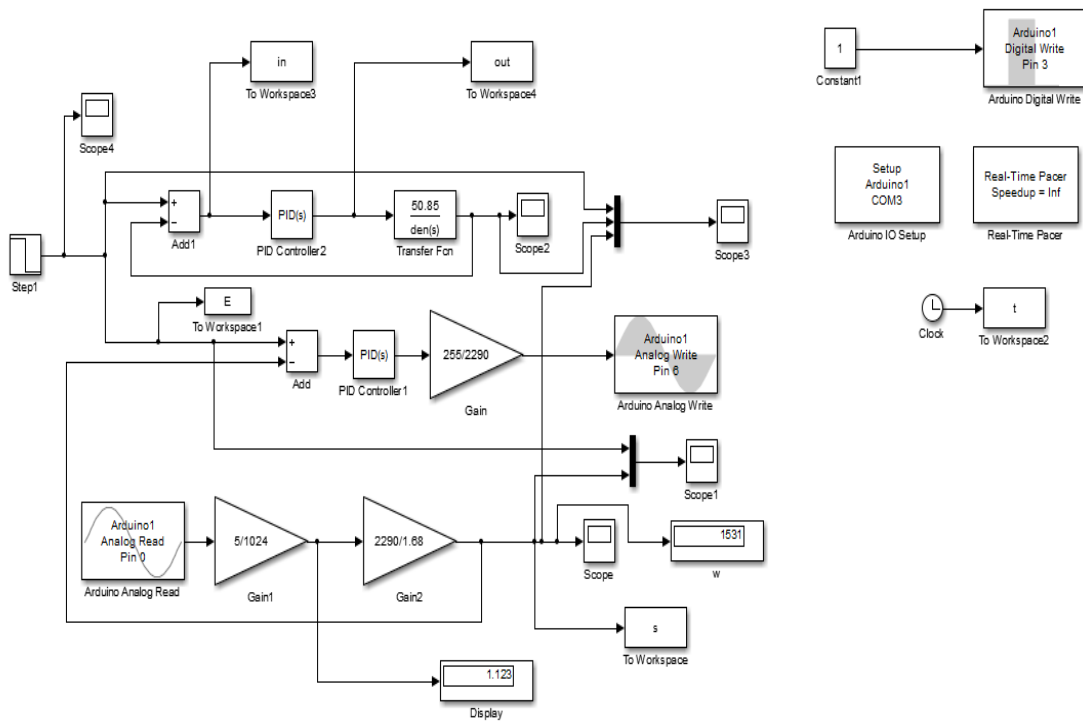 in
To Workspace3
out
To Workspace4
1
Constant1
Arduino1
Digital Write
Pin 3
Arduino Digital Write
Scope4
+
−
Add1
PID(s)
PID Controller2
50.85
den(s)
Transfer Fcn
Scope2
Scope3
Setup
Arduino1
COM3
Arduino IO Setup
Real-Time Pacer
Speedup = Inf
Real-Time Pacer
Step1
E
To Workspace1
+
−
Add
PID(s)
PID Controller1
255/2290
Gain
Arduino1
Analog Write
Pin 6
Arduino Analog Write
Clock
t
To Workspace2
Scope1
Arduino1
Analog Read
Pin 0
Arduino Analog Read
5/1024
Gain1
2290/1.68
Gain2
Scope
1531
w
s
To Workspace
1.123
Display